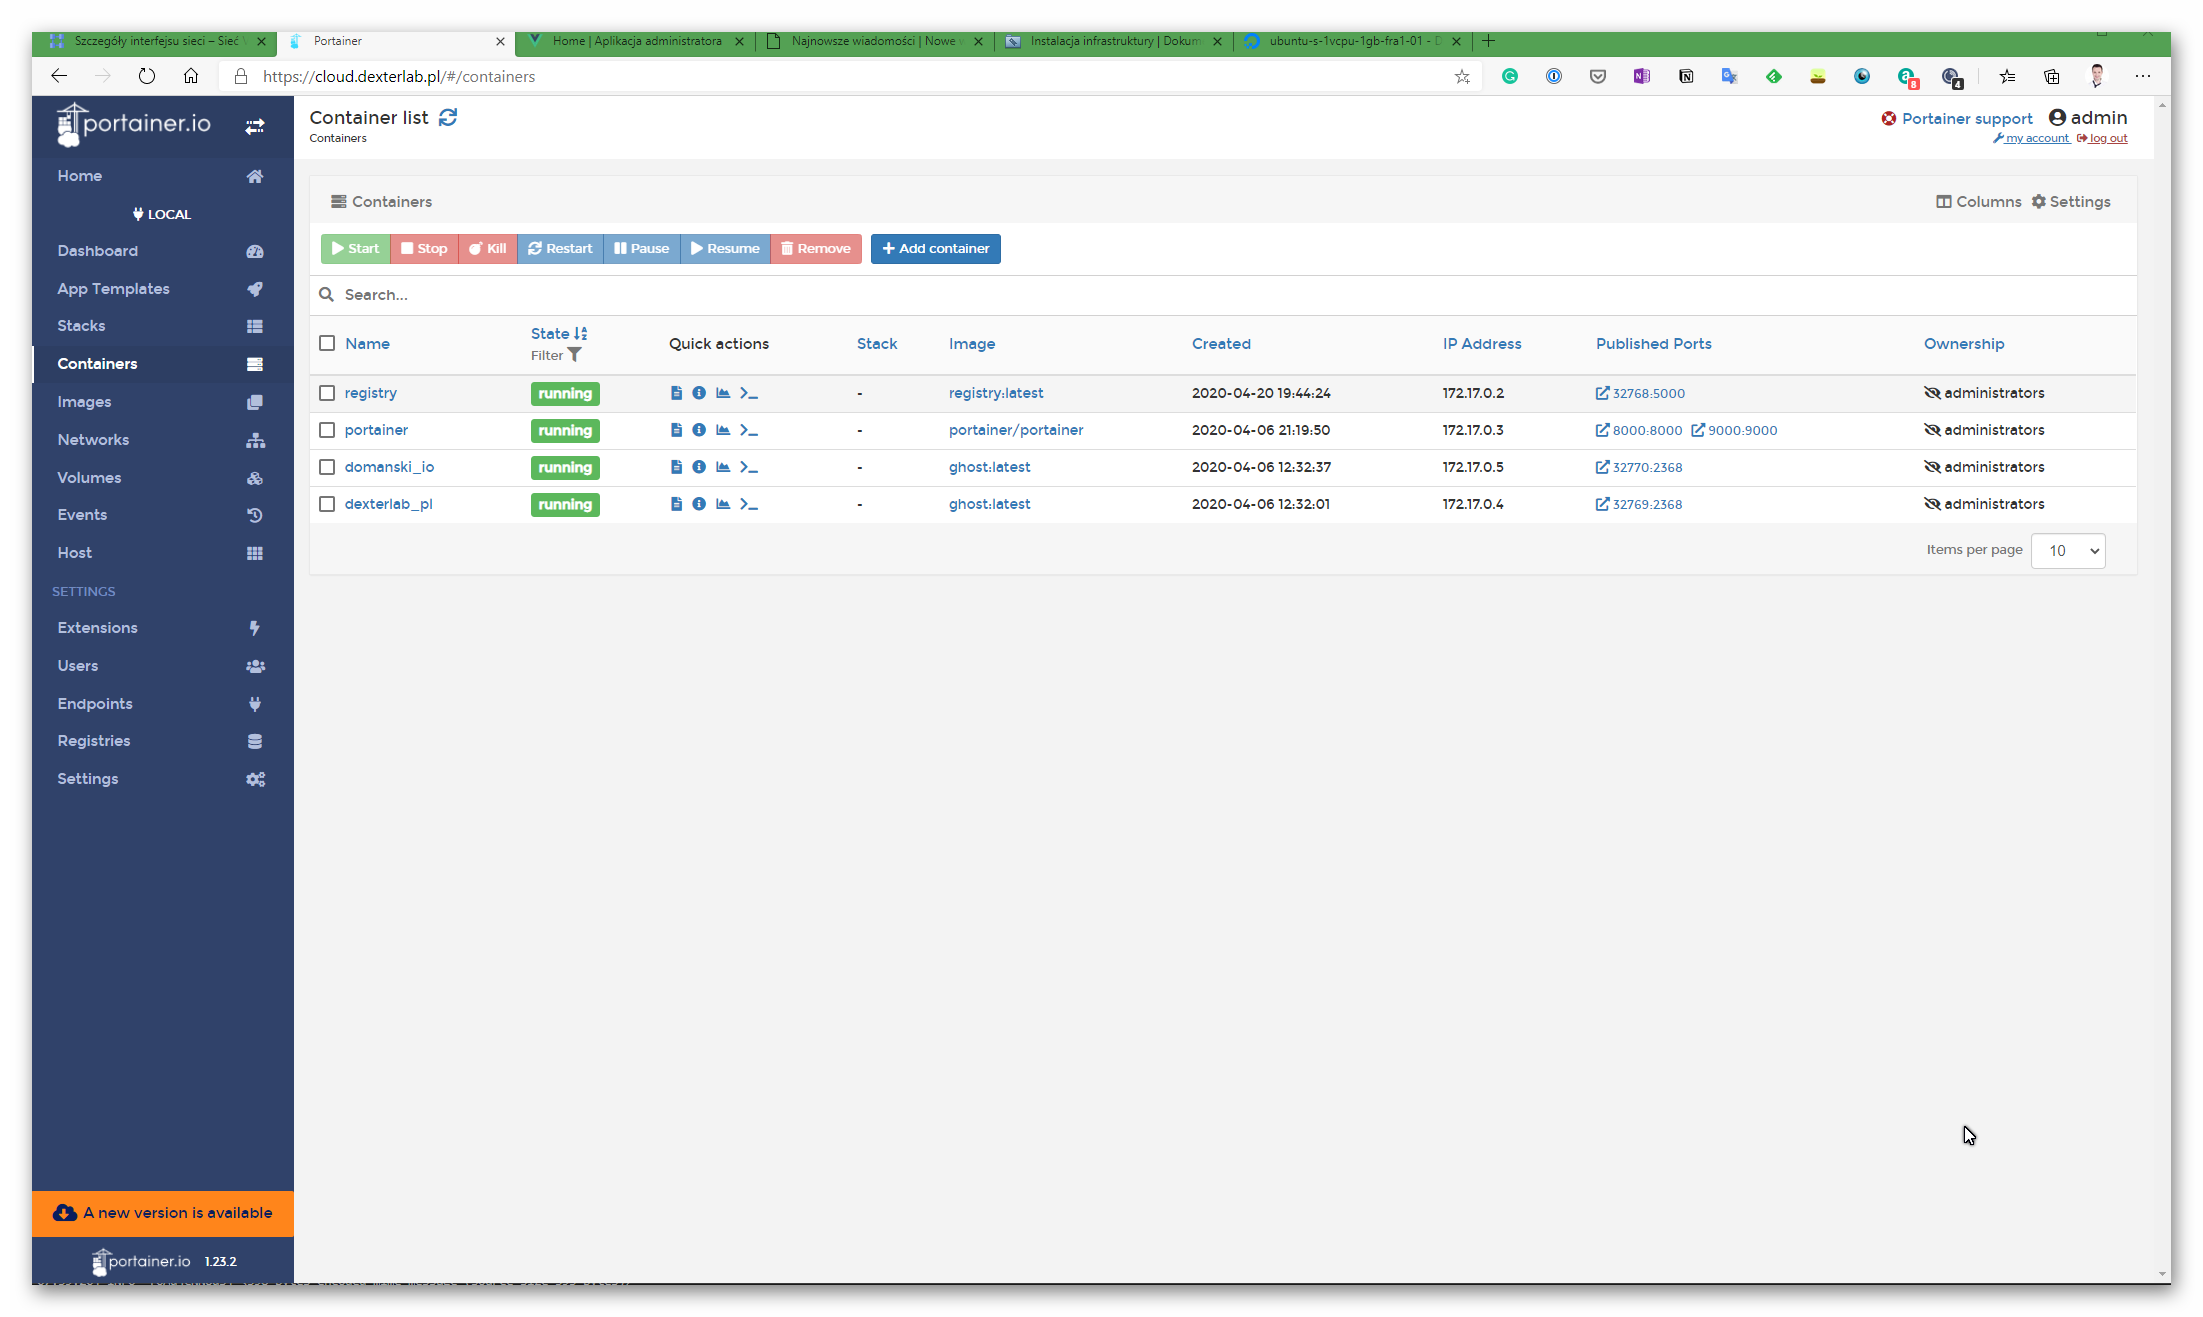 Szczegóły interfejsu sieci – Sieć
Portainer
Home | Aplikacja administratora
Najnowsze wiadomości | Nowe
Instalacja infrastruktury | Dokum
ubuntu-s-1vcpu-1gb-fra1-01 -
https://cloud.dexterlab.pl/#/containers
8
4
portainer.io
Container list
Containers
Portainer support
admin
my account
log out
Home
LOCAL
Dashboard
App Templates
Stacks
Containers
Images
Networks
Volumes
Events
Host
SETTINGS
Extensions
Users
Endpoints
Registries
Settings
A new version is available
portainer.io 1.23.2
Containers
Columns Settings
Start Stop Kill Restart Pause Resume Remove Add container
Search...
Name State Filter Quick actions Stack Image Created IP Address Published Ports Ownership
registry running - registry:latest 2020-04-20 19:44:24 172.17.0.2 32768:5000 administrators
portainer running - portainer/portainer 2020-04-06 21:19:50 172.17.0.3 8000:8000 9000:9000 administrators
domanski_io running - ghost:latest 2020-04-06 12:32:37 172.17.0.5 32770:2368 administrators
dexterlab_pl running - ghost:latest 2020-04-06 12:32:01 172.17.0.4 32769:2368 administrators
Items per page 10